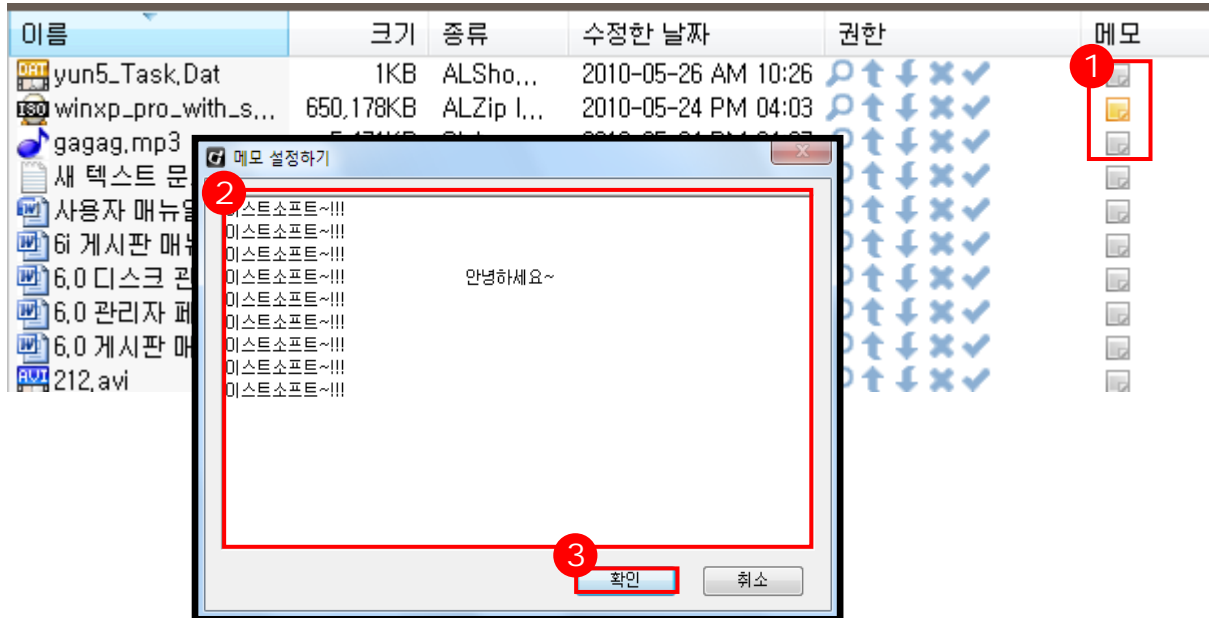 이름 크기 종류 수정한 날짜 권한 메모
1
yun5_Task.Dat 1KB ALSho... 2010-05-26 AM 10:26
winxp_pro_with_s... 650,178KB ALZip I... 2010-05-24 PM 04:03
gagag.mp3
새 텍스트 문
사용자 매뉴얼
6i 게시판 매뉴
6.0 디스크 관
6.0 관리자 페
6.0 게시판 매
212.avi
메모 설정하기
2
이스트소프트~!!!
이스트소프트~!!!
이스트소프트~!!!
이스트소프트~!!! 안녕하세요~
이스트소프트~!!!
이스트소프트~!!!
이스트소프트~!!!
이스트소프트~!!!
이스트소프트~!!!
3
확인 취소